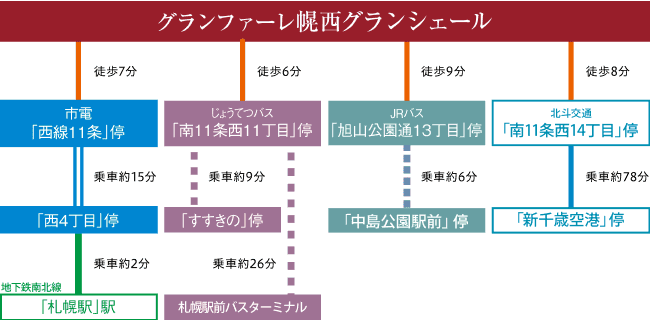 グランファーレ幌西グランシェール
徒歩7分
徒歩6分
徒歩9分
徒歩8分
市電
「西線11条」停
じょうてつバス
「南11条西11丁目」停
JRバス
「旭山公園通13丁目」停
北斗交通
「南11条西14丁目」停
乗車約15分
乗車約9分
乗車約6分
乗車約78分
「西4丁目」停
「すすきの」停
「中島公園駅前」停
「新千歳空港」停
乗車約2分
乗車約26分
地下鉄南北線
「札幌駅」駅
札幌駅前バスターミナル